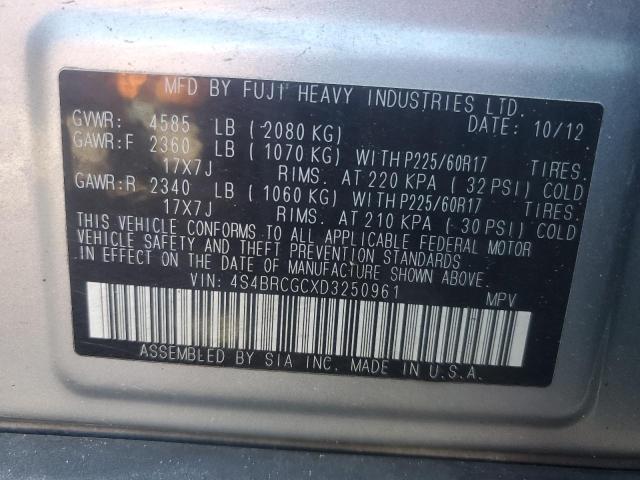 MFD BY FUJI HEAVY INDUSTRIES LTD.
GVWR: 4585 LB ( 2080 KG) DATE: 10/12
GAWR:F 2360 LB ( 1070 KG) WITH P225/60R17 TIRES.
17X7J RIMS. AT 220 KPA ( 32 PSI) COLD
GAWR:R 2340 LB ( 1060 KG) WITH P225/60R17 TIRES.
17X7J RIMS. AT 210 KPA ( 30 PSI) COLD
THIS VEHICLE CONFORMS TO ALL APPLICABLE FEDERAL MOTOR
VEHICLE SAFETY AND THEFT PREVENTION STANDARDS
IN EFFECT ON THE DATE OF MANUFACTURE SHOWN ABOVE.
VIN: 4S4BRCGCXD3250961 MPV
ASSEMBLED BY SIA INC. MADE IN U.S.A.